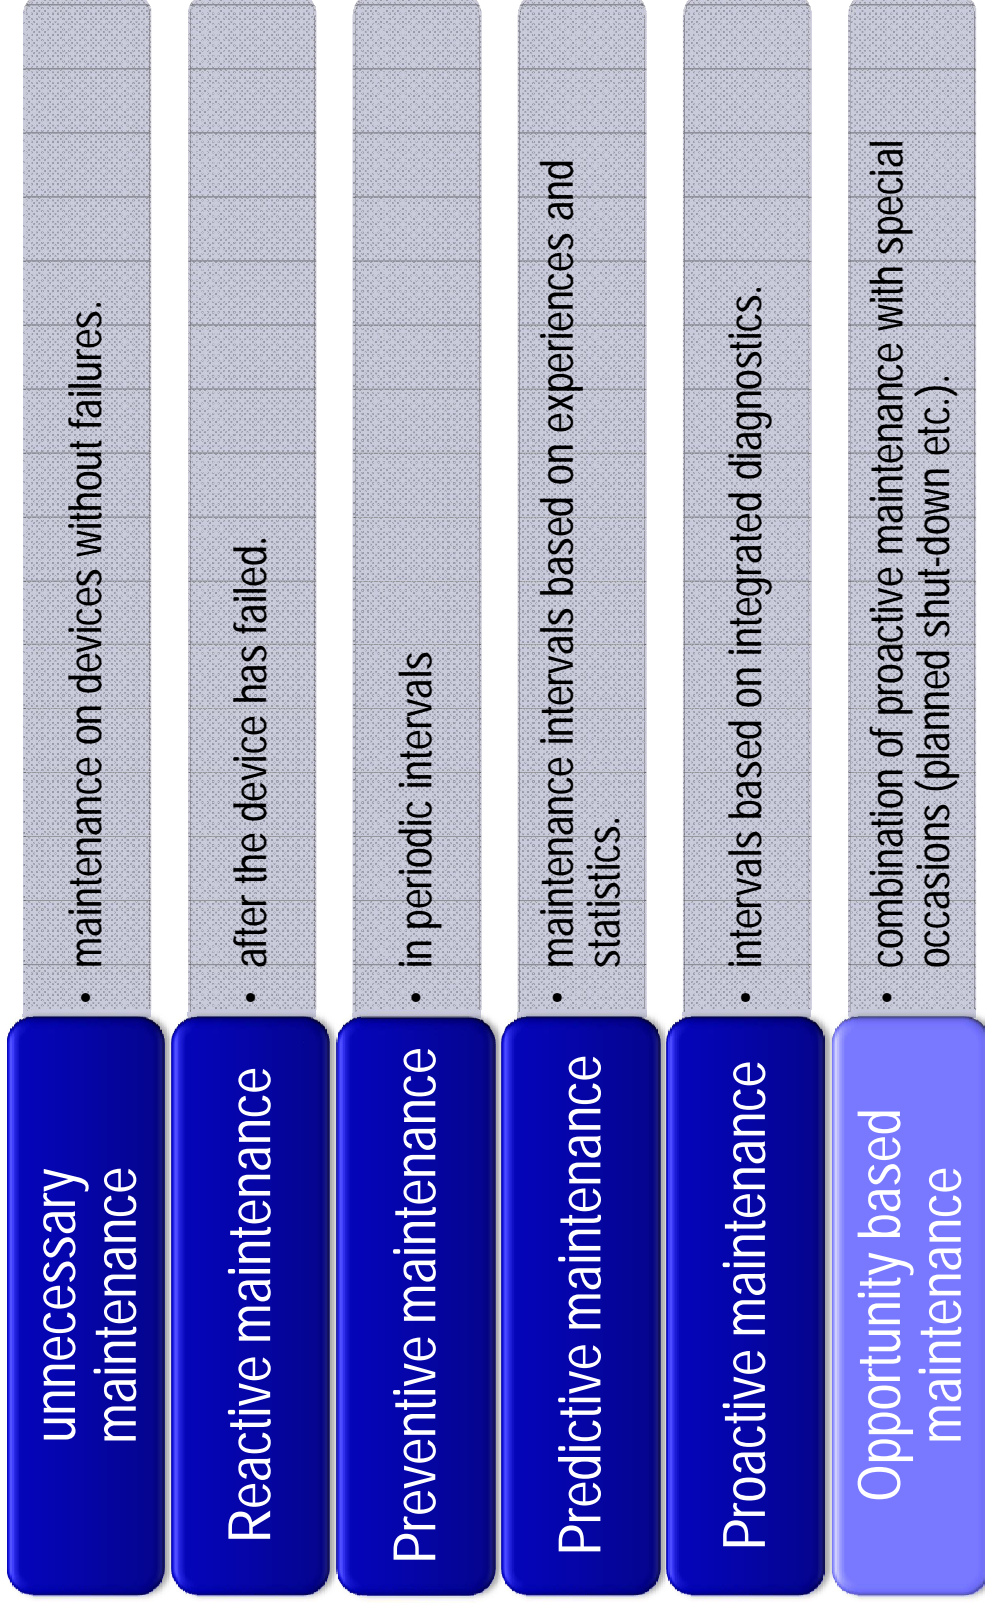 unnecessary
maintenance
• maintenance on devices without failures.
Reactive maintenance
• after the device has failed.
Preventive maintenance
• in periodic intervals
Predictive maintenance
• maintenance intervals based on experiences and
statistics.
Proactive maintenance
• intervals based on integrated diagnostics.
Opportunity based
maintenance
• combination of proactive maintenance with special
occasions (planned shut-down etc.).